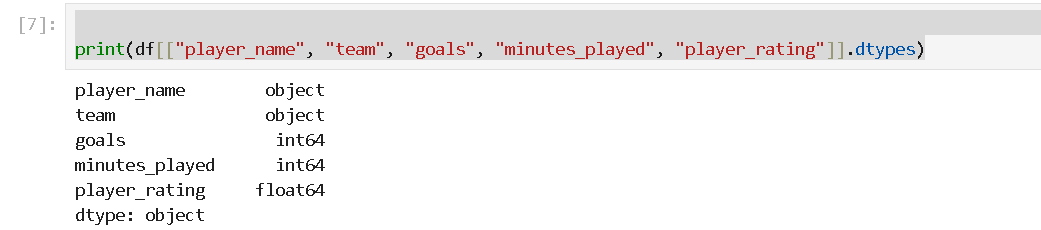 [7]:
print(df[["player_name", "team", "goals", "minutes_played", "player_rating"]].dtypes)
player_name object
team object
goals int64
minutes_played int64
player_rating float64
dtype: object